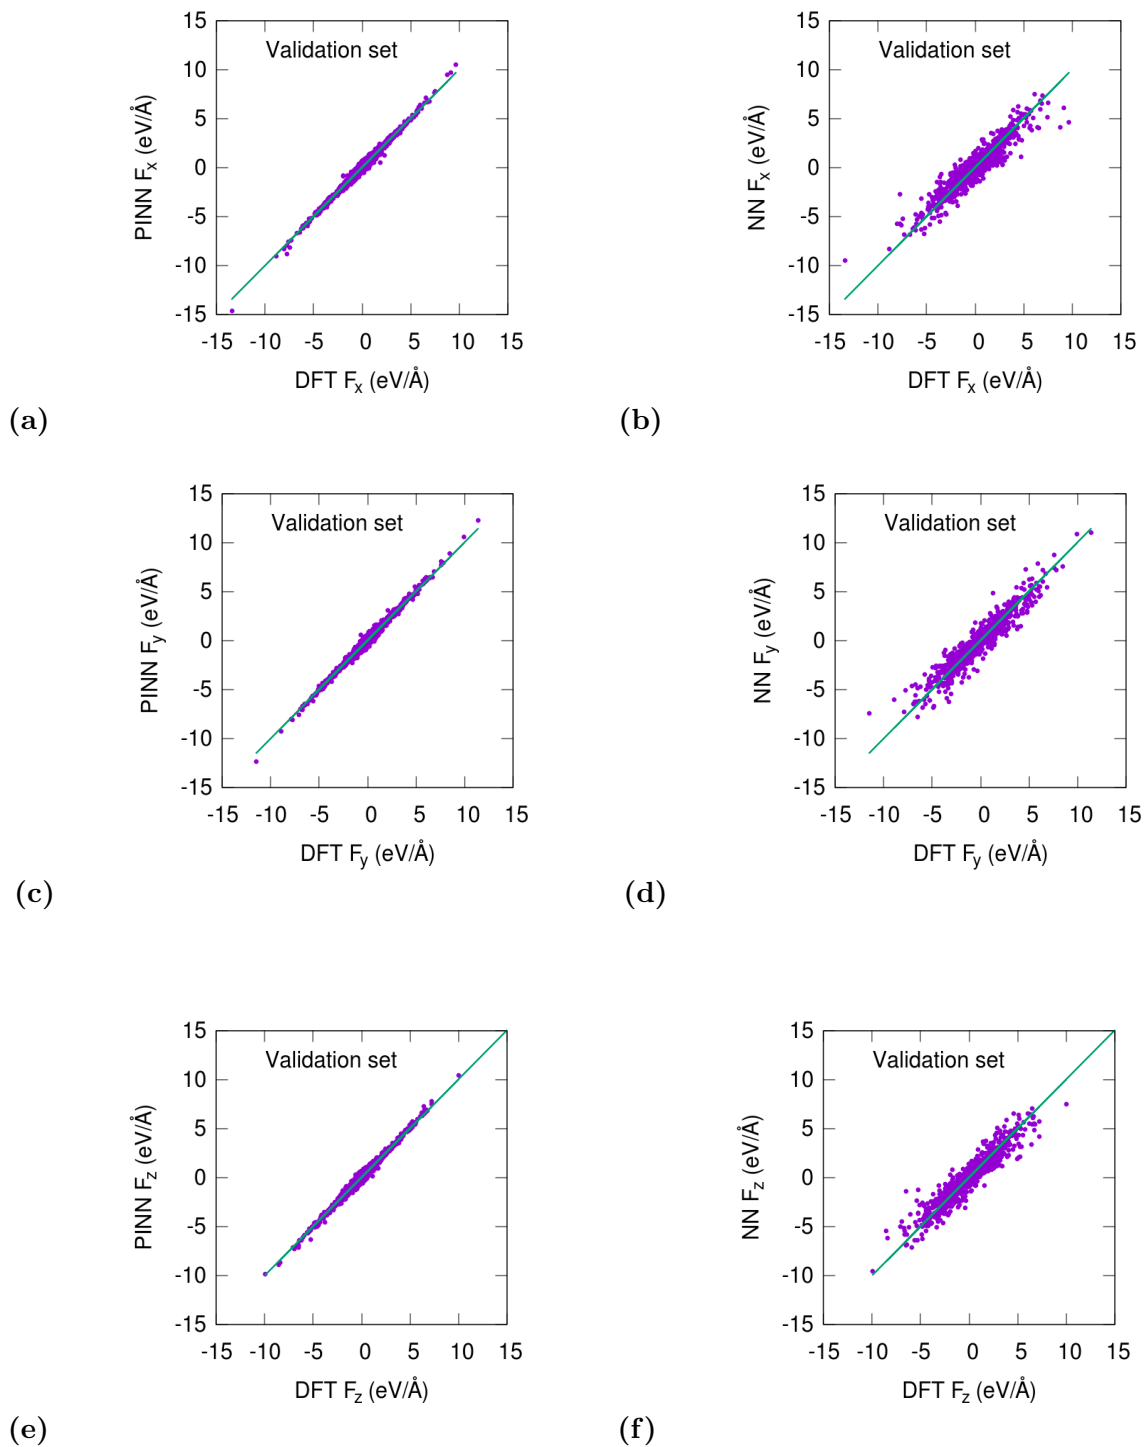 15
10
5
0
-5
-10
-15
Validation set
PINN Fx (eV/Å)
-15 -10 -5 0 5 10 15
DFT Fx (eV/Å)
(a)
15
10
5
0
-5
-10
-15
Validation set
NN Fx (eV/Å)
-15 -10 -5 0 5 10 15
DFT Fx (eV/Å)
(b)
15
10
5
0
-5
-10
-15
Validation set
PINN Fy (eV/Å)
-15 -10 -5 0 5 10 15
DFT Fy (eV/Å)
(c)
15
10
5
0
-5
-10
-15
Validation set
NN Fy (eV/Å)
-15 -10 -5 0 5 10 15
DFT Fy (eV/Å)
(d)
15
10
5
0
-5
-10
-15
Validation set
PINN Fz (eV/Å)
-15 -10 -5 0 5 10 15
DFT Fz (eV/Å)
(e)
15
10
5
0
-5
-10
-15
Validation set
NN Fz (eV/Å)
-15 -10 -5 0 5 10 15
DFT Fz (eV/Å)
(f)